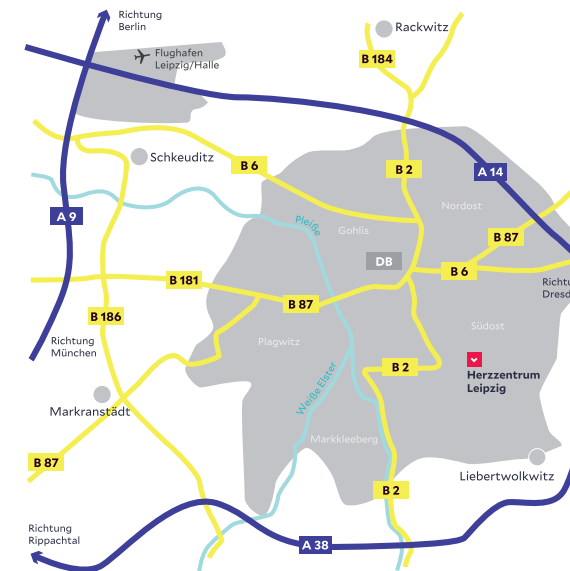 Richtung
Berlin
Rackwitz
Flughafen
Leipzig/Halle
B 184
Schkeuditz
B 6
B 2
A 14
Nordost
A 9
Pleiße
Gohlis
B 87
DB
B 6
B 181
Richtu
Dresd
B 87
B 186
Südost
Richtung
München
Plagwitz
B 2
Herzzentrum
Leipzig
Weiße Elster
Markranstädt
Markkleeberg
B 87
Liebertwolkwitz
B 2
Richtung
Rippachtal
A 38